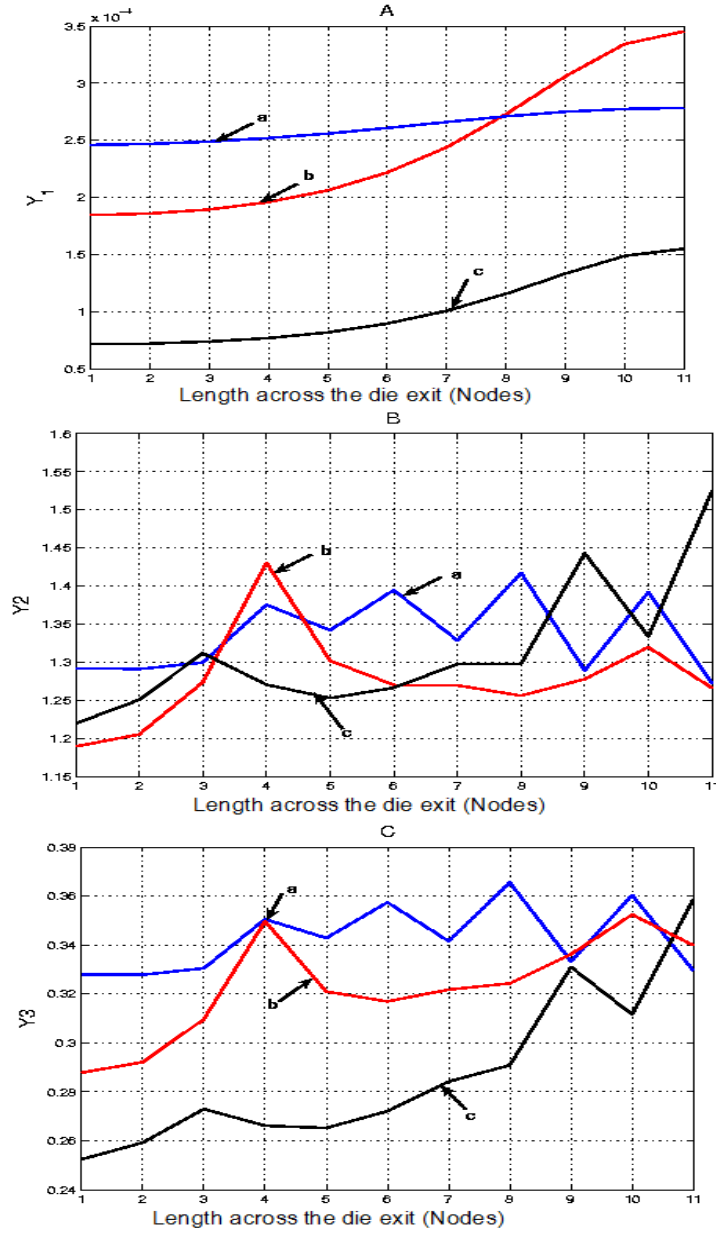 A
x 10⁻⁴
3.5
3
2.5
2
1.5
1
0.5
Y₁
a
b
c
1 2 3 4 5 6 7 8 9 10 11
Length across the die exit (Nodes)
B
1.6
1.55
1.5
1.45
1.4
1.35
1.3
1.25
1.2
1.15
Y2
b
a
c
1 2 3 4 5 6 7 8 9 10 11
Length across the die exit (Nodes)
C
0.38
0.36
0.34
0.32
0.3
0.28
0.26
0.24
Y3
a
b
c
1 2 3 4 5 6 7 8 9 10 11
Length across the die exit (Nodes)